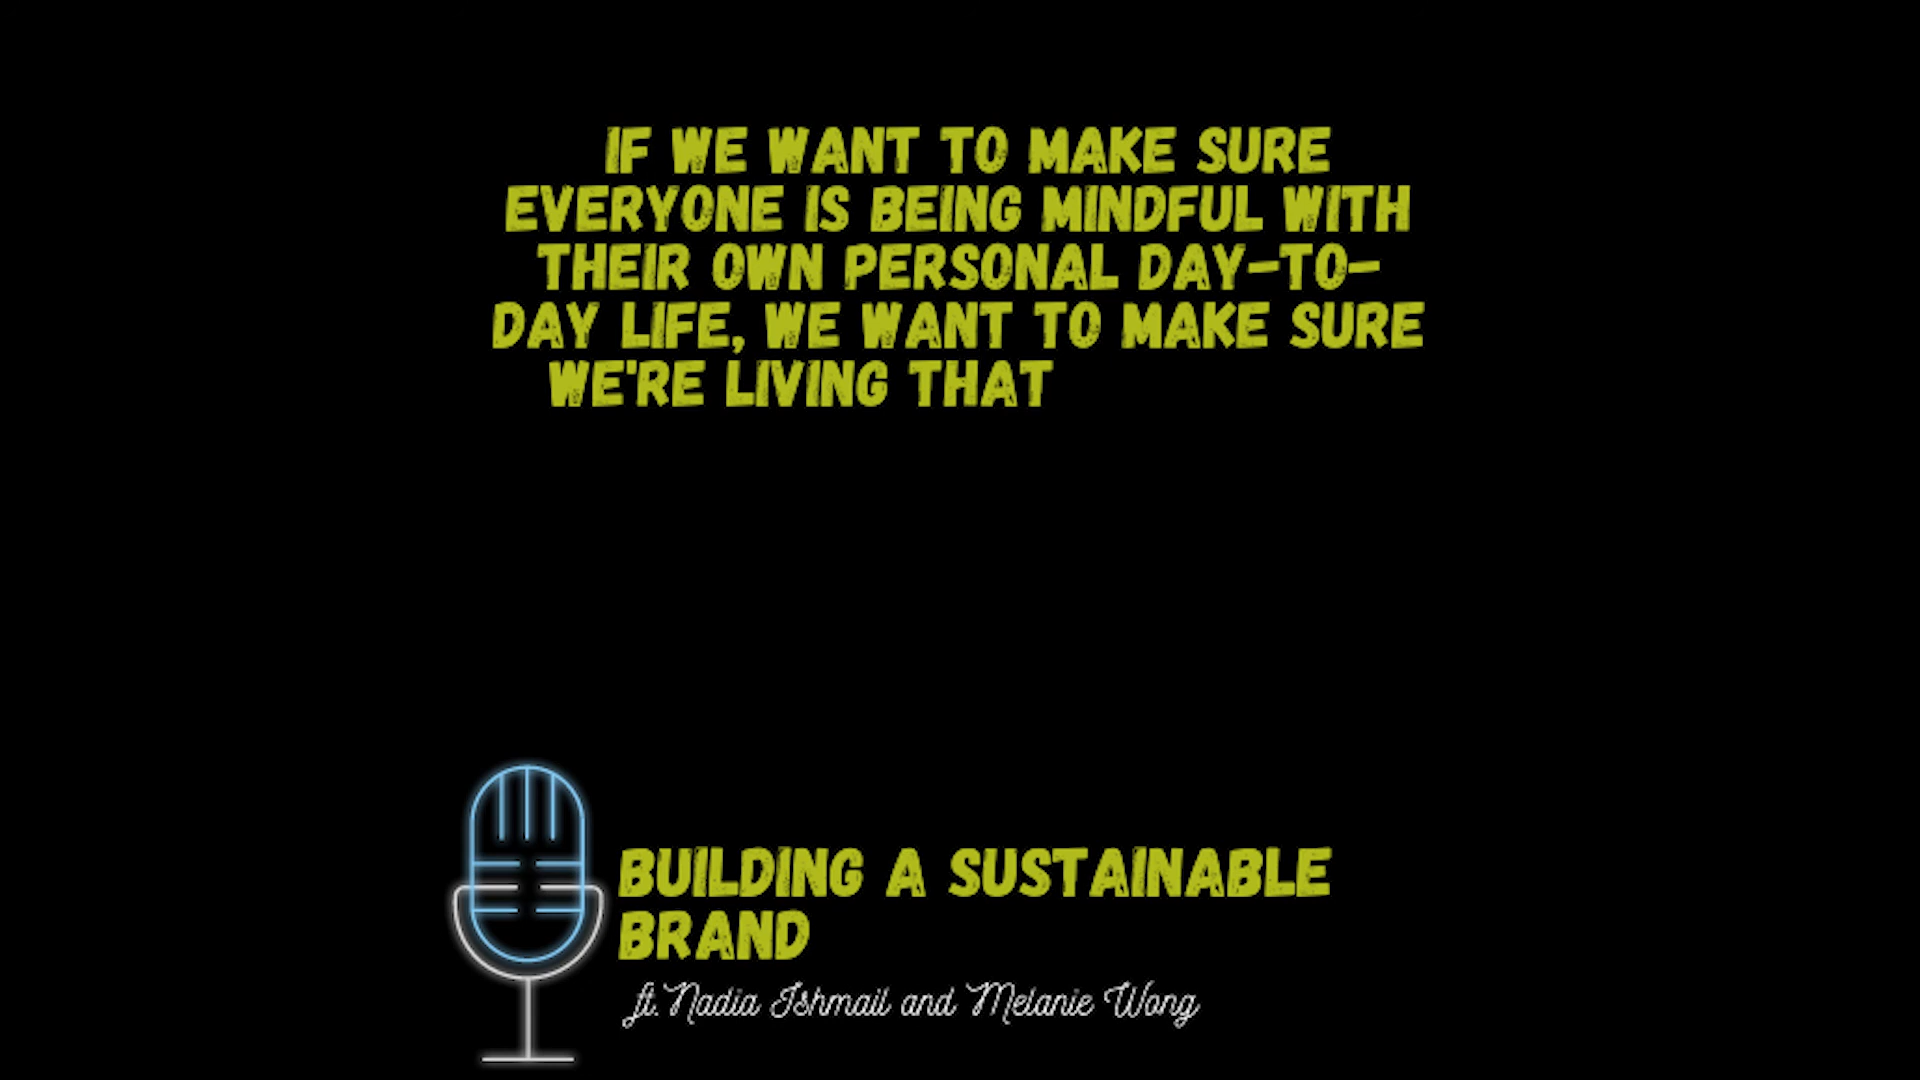 IF WE WANT TO MAKE SURE
EVERYONE IS BEING MINDFUL WITH
THEIR OWN PERSONAL DAY-TO-
DAY LIFE, WE WANT TO MAKE SURE
WE'RE LIVING THAT
BUILDING A SUSTAINABLE
BRAND
ft. Nadia Ishmail and Melanie Wong